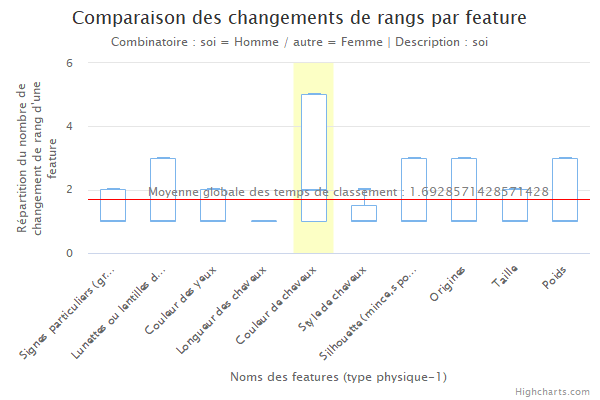 Comparaison des changements de rangs par feature
Combinatoire : soi = Homme / autre = Femme | Description : soi
Répartition du nombre de
changement de rang d'une
feature
6
4
2
0
Moyenne globale des temps de classement : 1.6928571428571428
Signes particuliers (gr...
Lunettes ou lentilles d...
Couleur des yeux
Longueur des cheveux
Couleur de cheveux
Style de cheveux
Silhouette (mince,s po...
Origines
Taille
Poids
Noms des features (type physique-1)
Highcharts.com